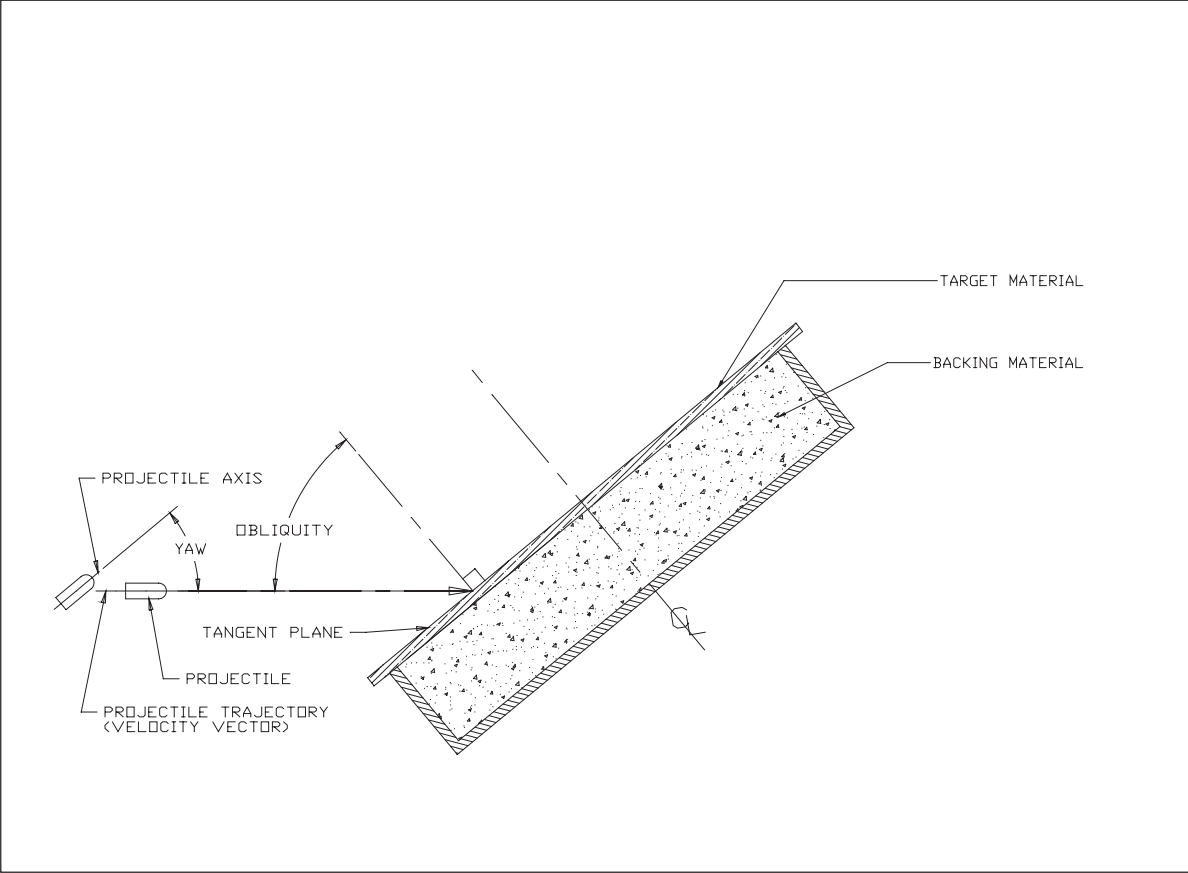 TARGET MATERIAL
BACKING MATERIAL
PROJECTILE AXIS
OBLIQUITY
YAW
TANGENT PLANE
PROJECTILE
PROJECTILE TRAJECTORY
(VELOCITY VECTOR)